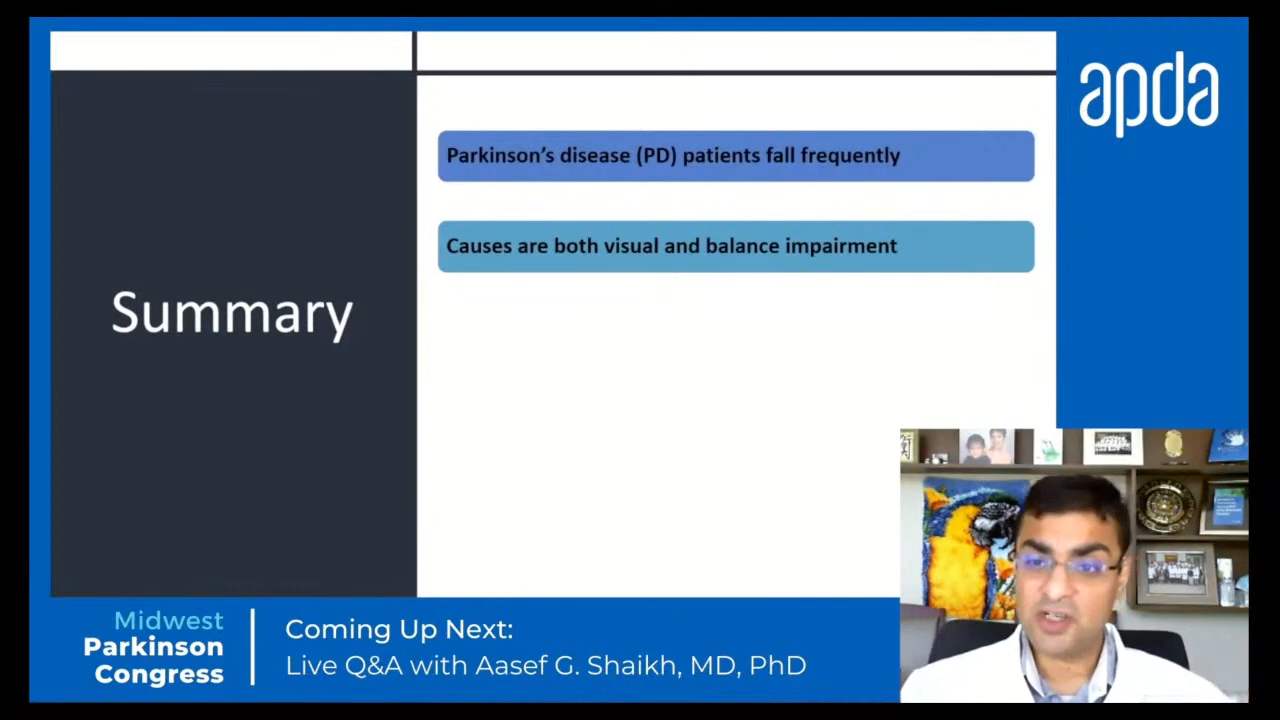 apda
Parkinson's disease (PD) patients fall frequently
Causes are both visual and balance impairment
Summary
Midwest
Parkinson
Congress
Coming Up Next:
Live Q&A with Aasef G. Shaikh, MD, PhD